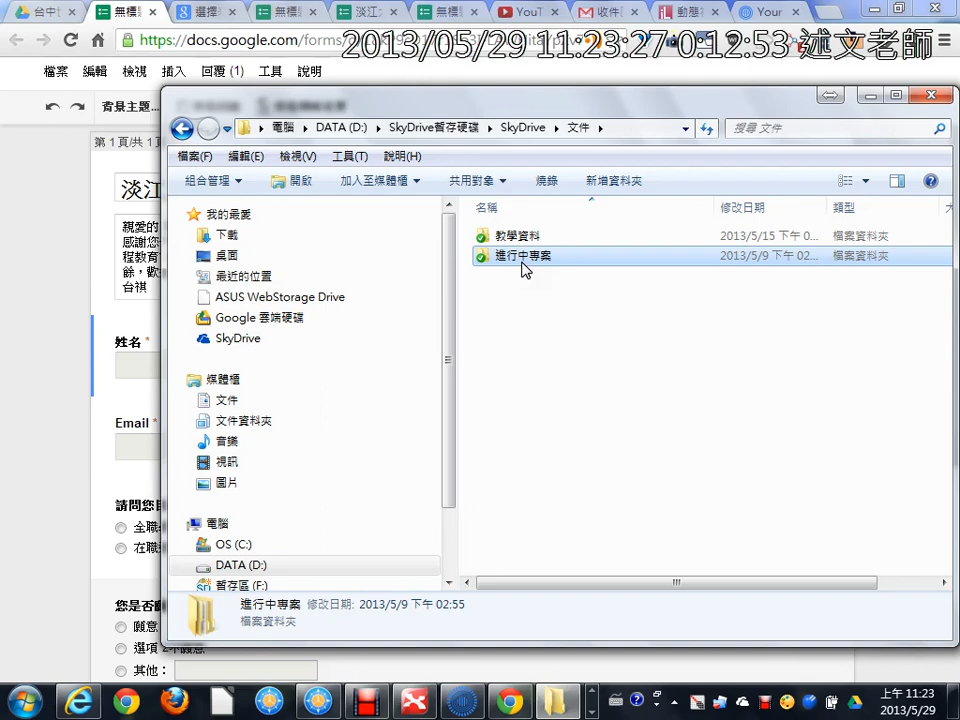 台中世
無標
選擇
無標題
淡江大
無標題
YouT
收件匣
動態
Your
https://docs.google.com/forms/
2013/05/29 11:23:27 0:12:53 述文老師
檔案 編輯 檢視 插入 回覆 (1) 工具 說明
背景主題...
電腦 DATA (D:) SkyDrive暫存硬碟 SkyDrive 文件
搜尋 文件
第 1 頁/共 1 頁
檔案(F) 編輯(E) 檢視(V) 工具(T) 說明(H)
組合管理 開啟 加入至媒體櫃 共用對象 燒錄 新增資料夾
淡江
親愛的
感謝您
程教育
餘，歡
台祺
名稱 修改日期 類型
教學資料 2013/5/15 下午 0... 檔案資料夾
進行中專案 2013/5/9 下午 02... 檔案資料夾
我的最愛
下載
桌面
最近的位置
ASUS WebStorage Drive
Google 雲端硬碟
SkyDrive
媒體櫃
文件
文件資料夾
音樂
視訊
圖片
電腦
OS (C:)
DATA (D:)
暫存區 (F:)
姓名 *
Email *
請問您目
全職
在職
您是否
願意
選項 2不願意
其他：
進行中專案 修改日期: 2013/5/9 下午 02:55
檔案資料夾
上午 11:23
2013/5/29